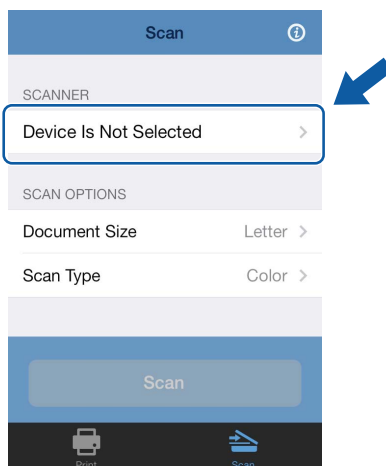 Scan
SCANNER
Device Is Not Selected
SCAN OPTIONS
Document Size Letter
Scan Type Color
Scan
Print Scan